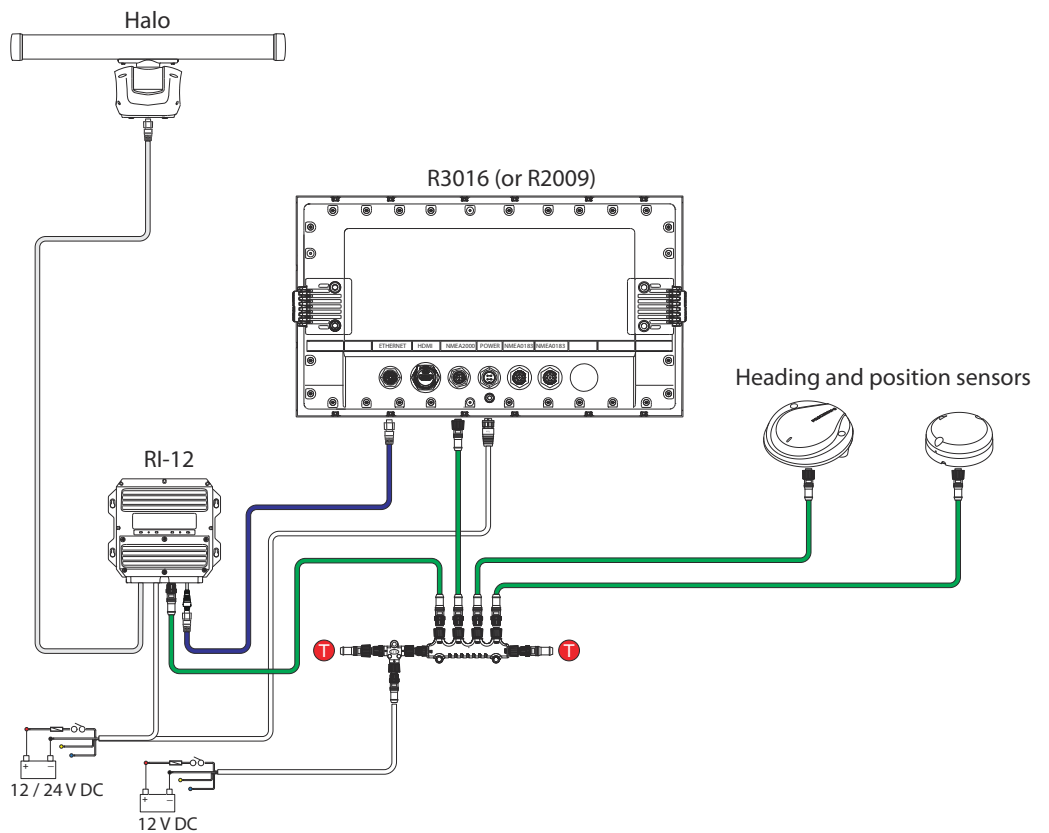 Halo
R3016 (or R2009)
ETHERNET HDMI NMEA2000 POWER NMEA0183 NMEA0183
Heading and position sensors
RI-12
T T
+ –
12 / 24 V DC
+ –
12 V DC